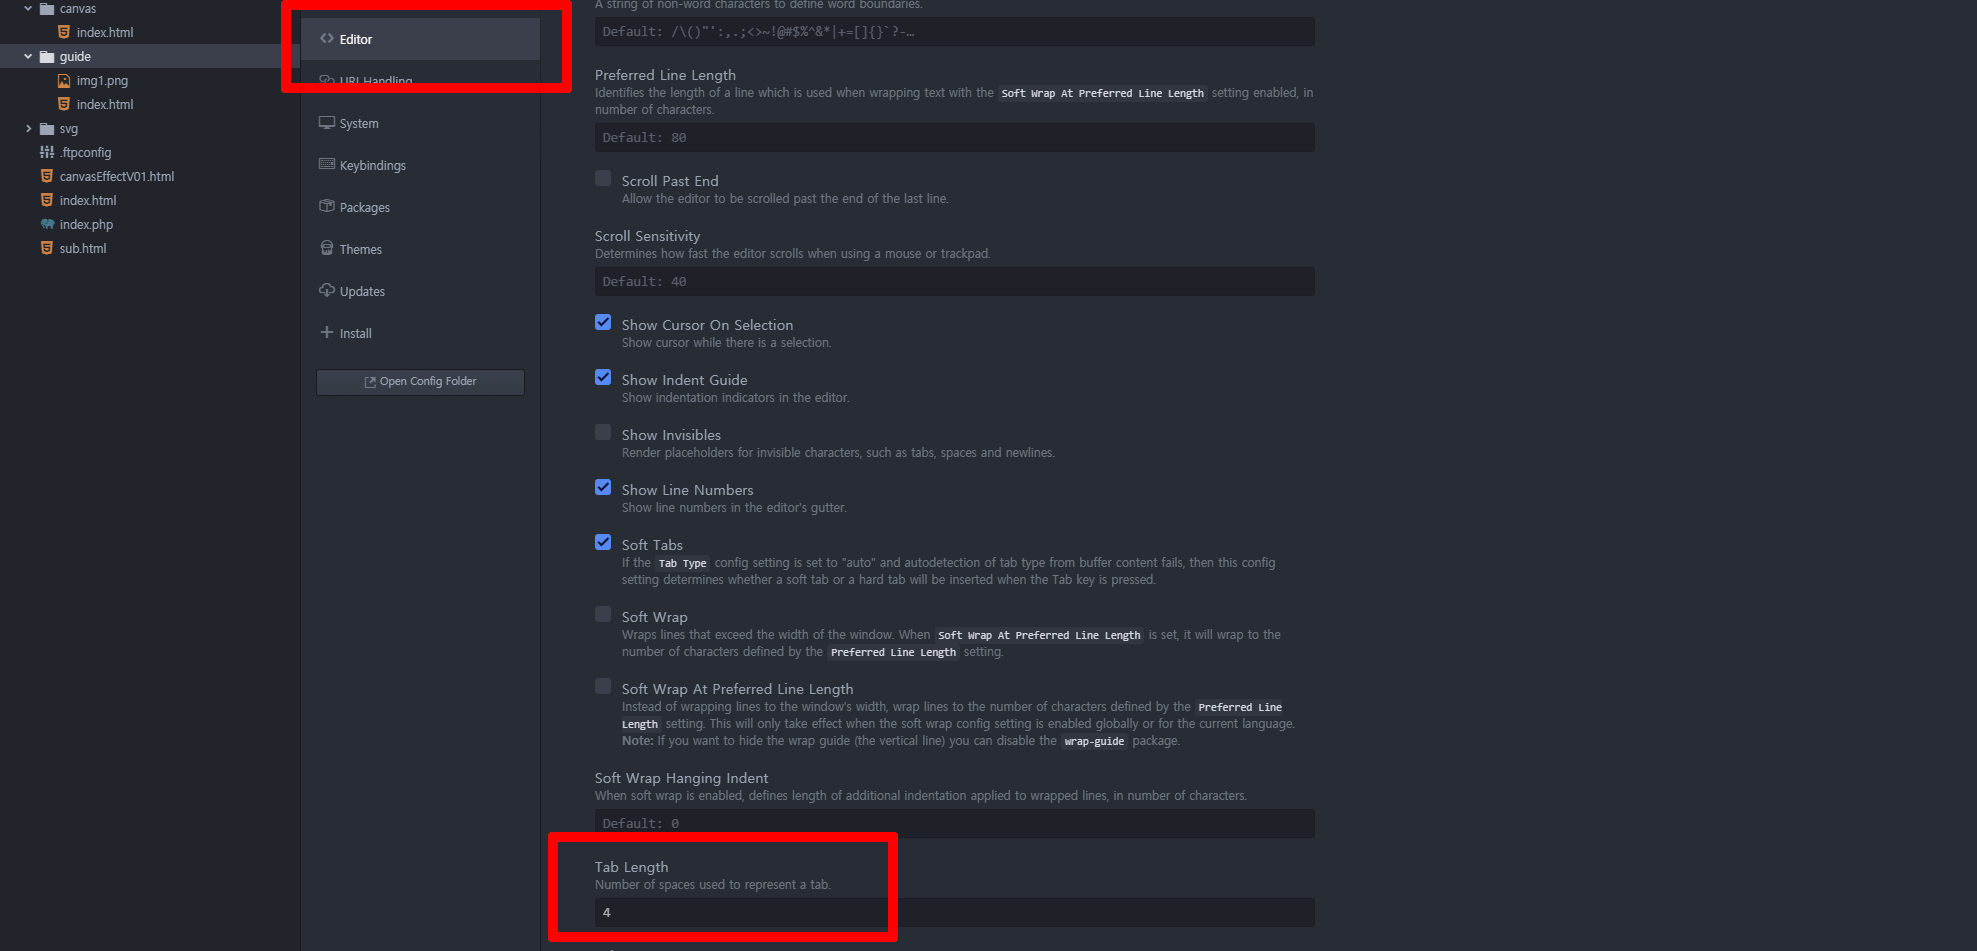 canvas
index.html
guide
img1.png
index.html
svg
.ftpconfig
canvasEffectV01.html
index.html
index.php
sub.html
Editor
URI Handling
System
Keybindings
Packages
Themes
Updates
Install
Open Config Folder
A string of non-word characters to define word boundaries.
Default: /\()"':,.;<>~!@#$%^&*|+=[]{}`?-…
Preferred Line Length
Identifies the length of a line which is used when wrapping text with the Soft Wrap At Preferred Line Length setting enabled, in
number of characters.
Default: 80
Scroll Past End
Allow the editor to be scrolled past the end of the last line.
Scroll Sensitivity
Determines how fast the editor scrolls when using a mouse or trackpad.
Default: 40
Show Cursor On Selection
Show cursor while there is a selection.
Show Indent Guide
Show indentation indicators in the editor.
Show Invisibles
Render placeholders for invisible characters, such as tabs, spaces and newlines.
Show Line Numbers
Show line numbers in the editor's gutter.
Soft Tabs
If the Tab Type config setting is set to "auto" and autodetection of tab type from buffer content fails, then this config
setting determines whether a soft tab or a hard tab will be inserted when the Tab key is pressed.
Soft Wrap
Wraps lines that exceed the width of the window. When Soft Wrap At Preferred Line Length is set, it will wrap to the
number of characters defined by the Preferred Line Length setting.
Soft Wrap At Preferred Line Length
Instead of wrapping lines to the window's width, wrap lines to the number of characters defined by the Preferred Line
Length setting. This will only take effect when the soft wrap config setting is enabled globally or for the current language.
Note: If you want to hide the wrap guide (the vertical line) you can disable the wrap-guide package.
Soft Wrap Hanging Indent
When soft wrap is enabled, defines length of additional indentation applied to wrapped lines, in number of characters.
Default: 0
Tab Length
Number of spaces used to represent a tab.
4